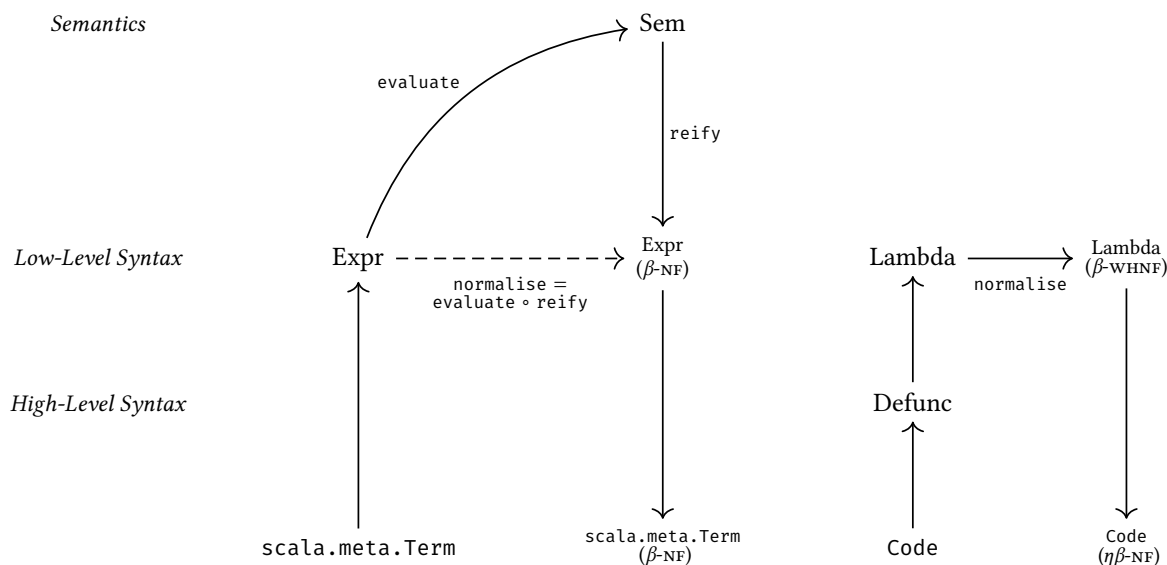 Semantics
Sem
evaluate
reify
Low-Level Syntax
Expr
Expr
(β-NF)
normalise =
evaluate ∘ reify
Lambda
normalise
Lambda
(β-WHNF)
High-Level Syntax
Defunc
scala.meta.Term
scala.meta.Term
(β-NF)
Code
Code
(ηβ-NF)